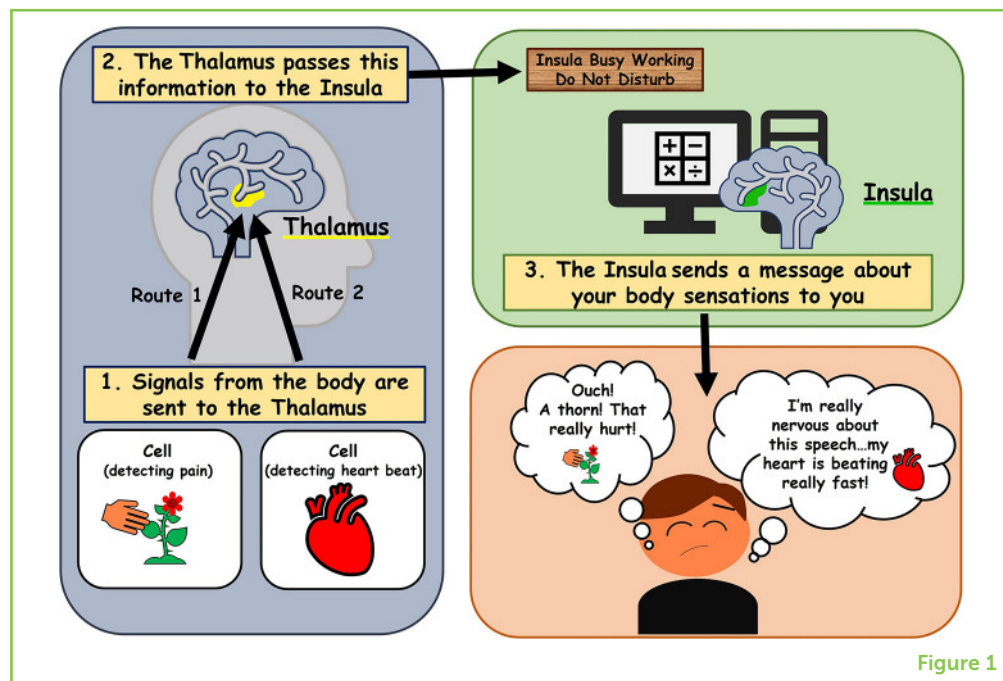 2. The Thalamus passes this
information to the Insula
Thalamus
Route 1
Route 2
1. Signals from the body are
sent to the Thalamus
Cell
(detecting pain)
Cell
(detecting heart beat)
Insula Busy Working
Do Not Disturb
+ −
× ÷
Insula
3. The Insula sends a message about
your body sensations to you
Ouch!
A thorn! That
really hurt!
I'm really
nervous about
this speech...my
heart is beating
really fast!
Figure 1